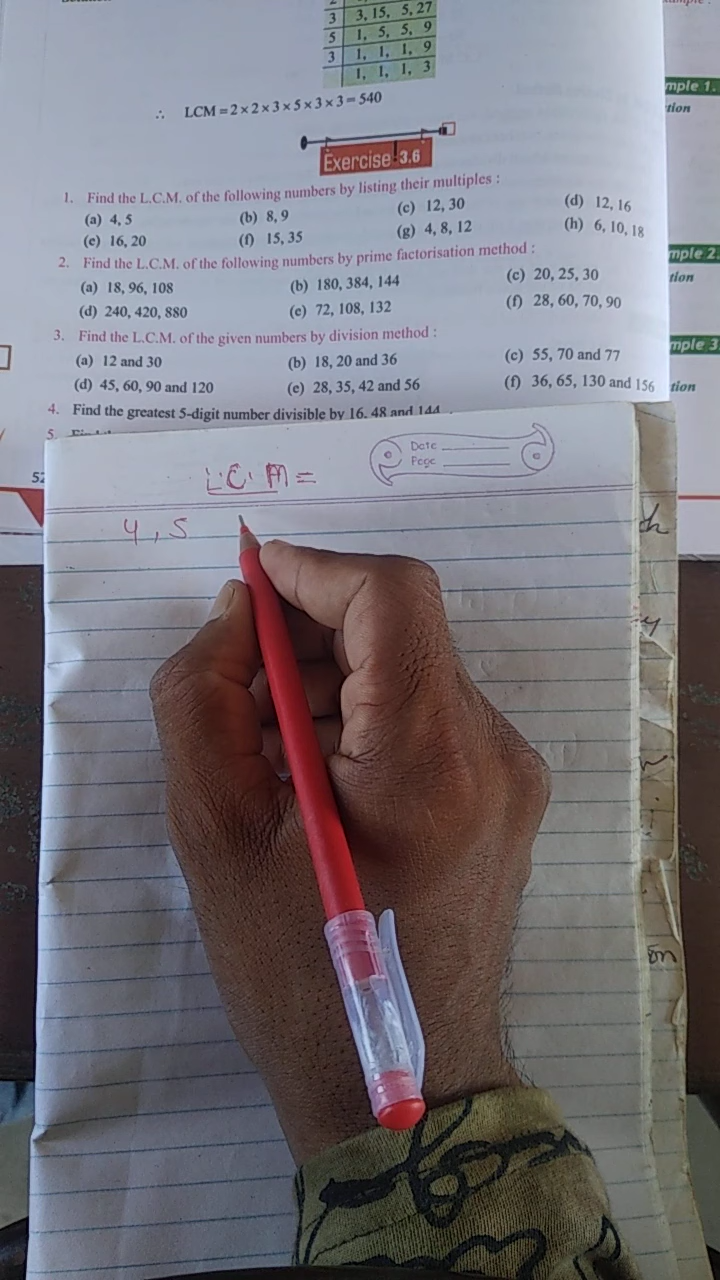 3 3, 15, 5, 27
5 1, 5, 5, 9
3 1, 1, 1, 9
1, 1, 1, 3
∴ LCM = 2 × 2 × 3 × 5 × 3 × 3 = 540
Exercise 3.6
1. Find the L.C.M. of the following numbers by listing their multiples :
(a) 4, 5 (b) 8, 9 (c) 12, 30 (d) 12, 16
(e) 16, 20 (f) 15, 35 (g) 4, 8, 12 (h) 6, 10, 18
2. Find the L.C.M. of the following numbers by prime factorisation method :
(a) 18, 96, 108 (b) 180, 384, 144 (c) 20, 25, 30
(d) 240, 420, 880 (e) 72, 108, 132 (f) 28, 60, 70, 90
3. Find the L.C.M. of the given numbers by division method :
(a) 12 and 30 (b) 18, 20 and 36 (c) 55, 70 and 77
(d) 45, 60, 90 and 120 (e) 28, 35, 42 and 56 (f) 36, 65, 130 and 156
4. Find the greatest 5-digit number divisible by 16, 48 and 144
5.
52
mple 1.
tion
mple 2.
tion
mple 3
tion
Date
Page
L.C.M =
4, 5